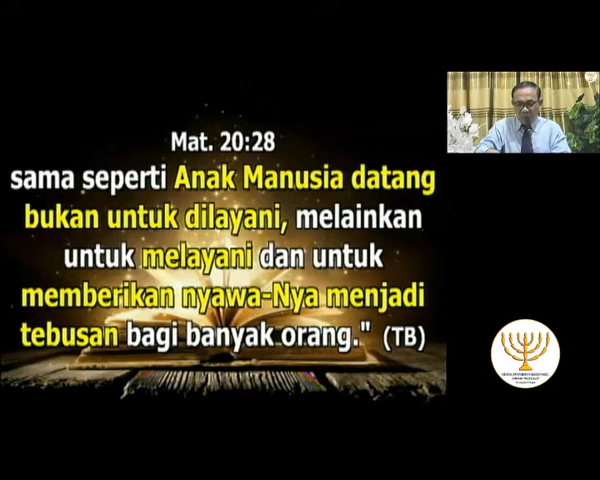 Mat. 20:28
sama seperti Anak Manusia datang
bukan untuk dilayani, melainkan
untuk melayani dan untuk
memberikan nyawa-Nya menjadi
tebusan bagi banyak orang." (TB)